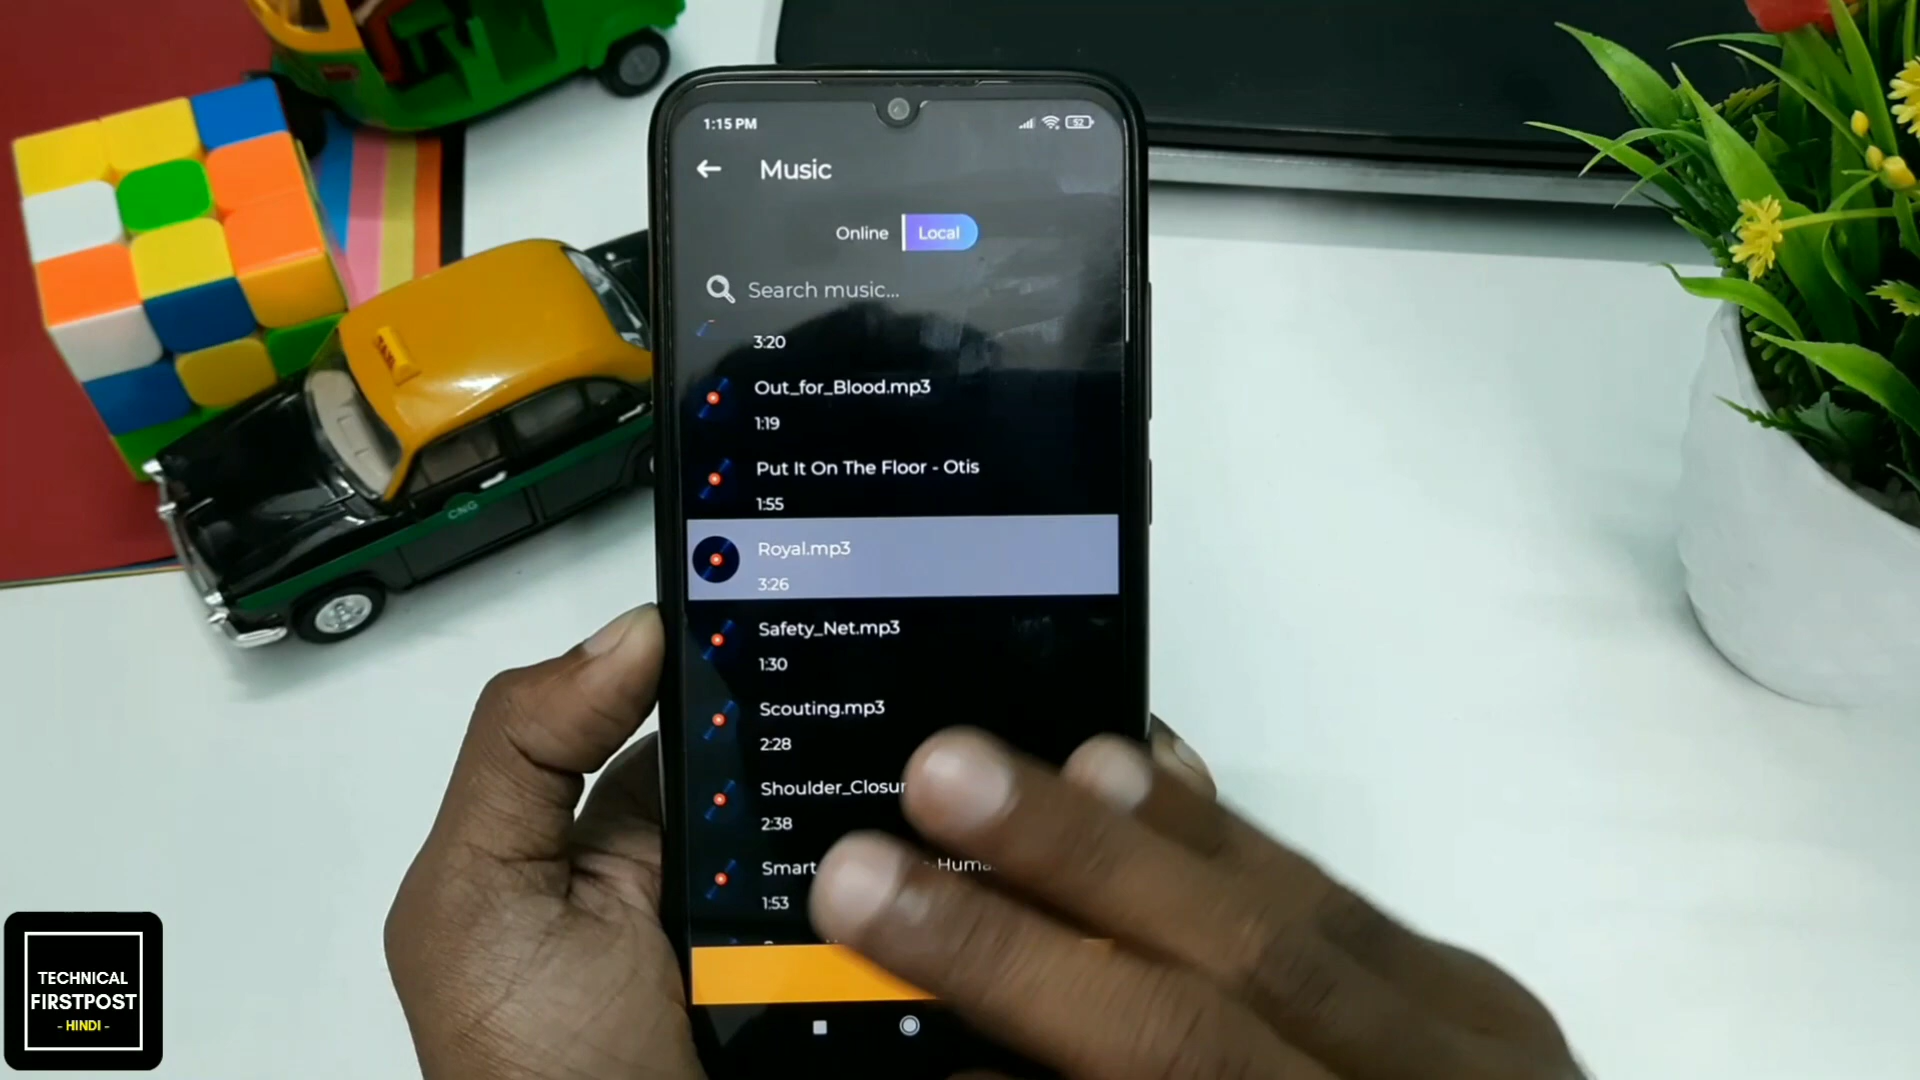 1:15 PM
52
Music
Online
Local
Search music...
3:20
Out_for_Blood.mp3
1:19
Put It On The Floor - Otis
1:55
Royal.mp3
3:26
Safety_Net.mp3
1:30
Scouting.mp3
2:28
2:38
Smart
1:53
TAXI
CNG
TECHNICAL
FIRSTPOST
- HINDI -